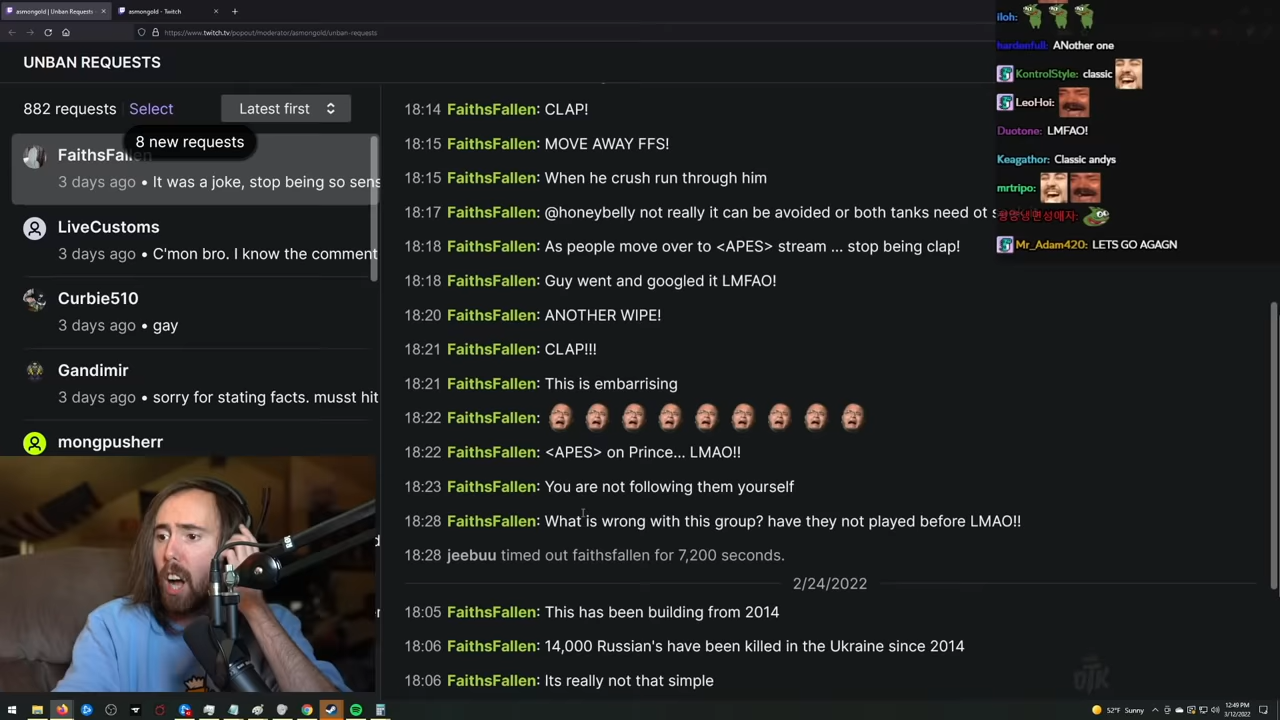 asmongold | Unban Requests
asmongold - Twitch
https://www.twitch.tv/popout/moderator/asmongold/unban-requests
UNBAN REQUESTS
882 requests Select Latest first
8 new requests
FaithsFallen
3 days ago • It was a joke, stop being so sens
LiveCustoms
3 days ago • C'mon bro. I know the comment
Curbie510
3 days ago • gay
Gandimir
3 days ago • sorry for stating facts. musst hit
mongpusherr
18:14 FaithsFallen: CLAP!
18:15 FaithsFallen: MOVE AWAY FFS!
18:15 FaithsFallen: When he crush run through him
18:17 FaithsFallen: @honeybelly not really it can be avoided or both tanks need ot s
18:18 FaithsFallen: As people move over to <APES> stream ... stop being clap!
18:18 FaithsFallen: Guy went and googled it LMFAO!
18:20 FaithsFallen: ANOTHER WIPE!
18:21 FaithsFallen: CLAP!!!
18:21 FaithsFallen: This is embarrising
18:22 FaithsFallen:
18:22 FaithsFallen: <APES> on Prince... LMAO!!
18:23 FaithsFallen: You are not following them yourself
18:28 FaithsFallen: What is wrong with this group? have they not played before LMAO!!
18:28 jeebuu timed out faithsfallen for 7,200 seconds.
2/24/2022
18:05 FaithsFallen: This has been building from 2014
18:06 FaithsFallen: 14,000 Russian's have been killed in the Ukraine since 2014
18:06 FaithsFallen: Its really not that simple
iloh:
hardenfull: ANother one
KontrolStyle: classic
LeoHoi:
Duotone: LMFAO!
Keagathor: Classic andys
mrtripo:
Mr_Adam420: LETS GO AGAGN
OTK
52°F Sunny
12:49 PM
3/12/2022